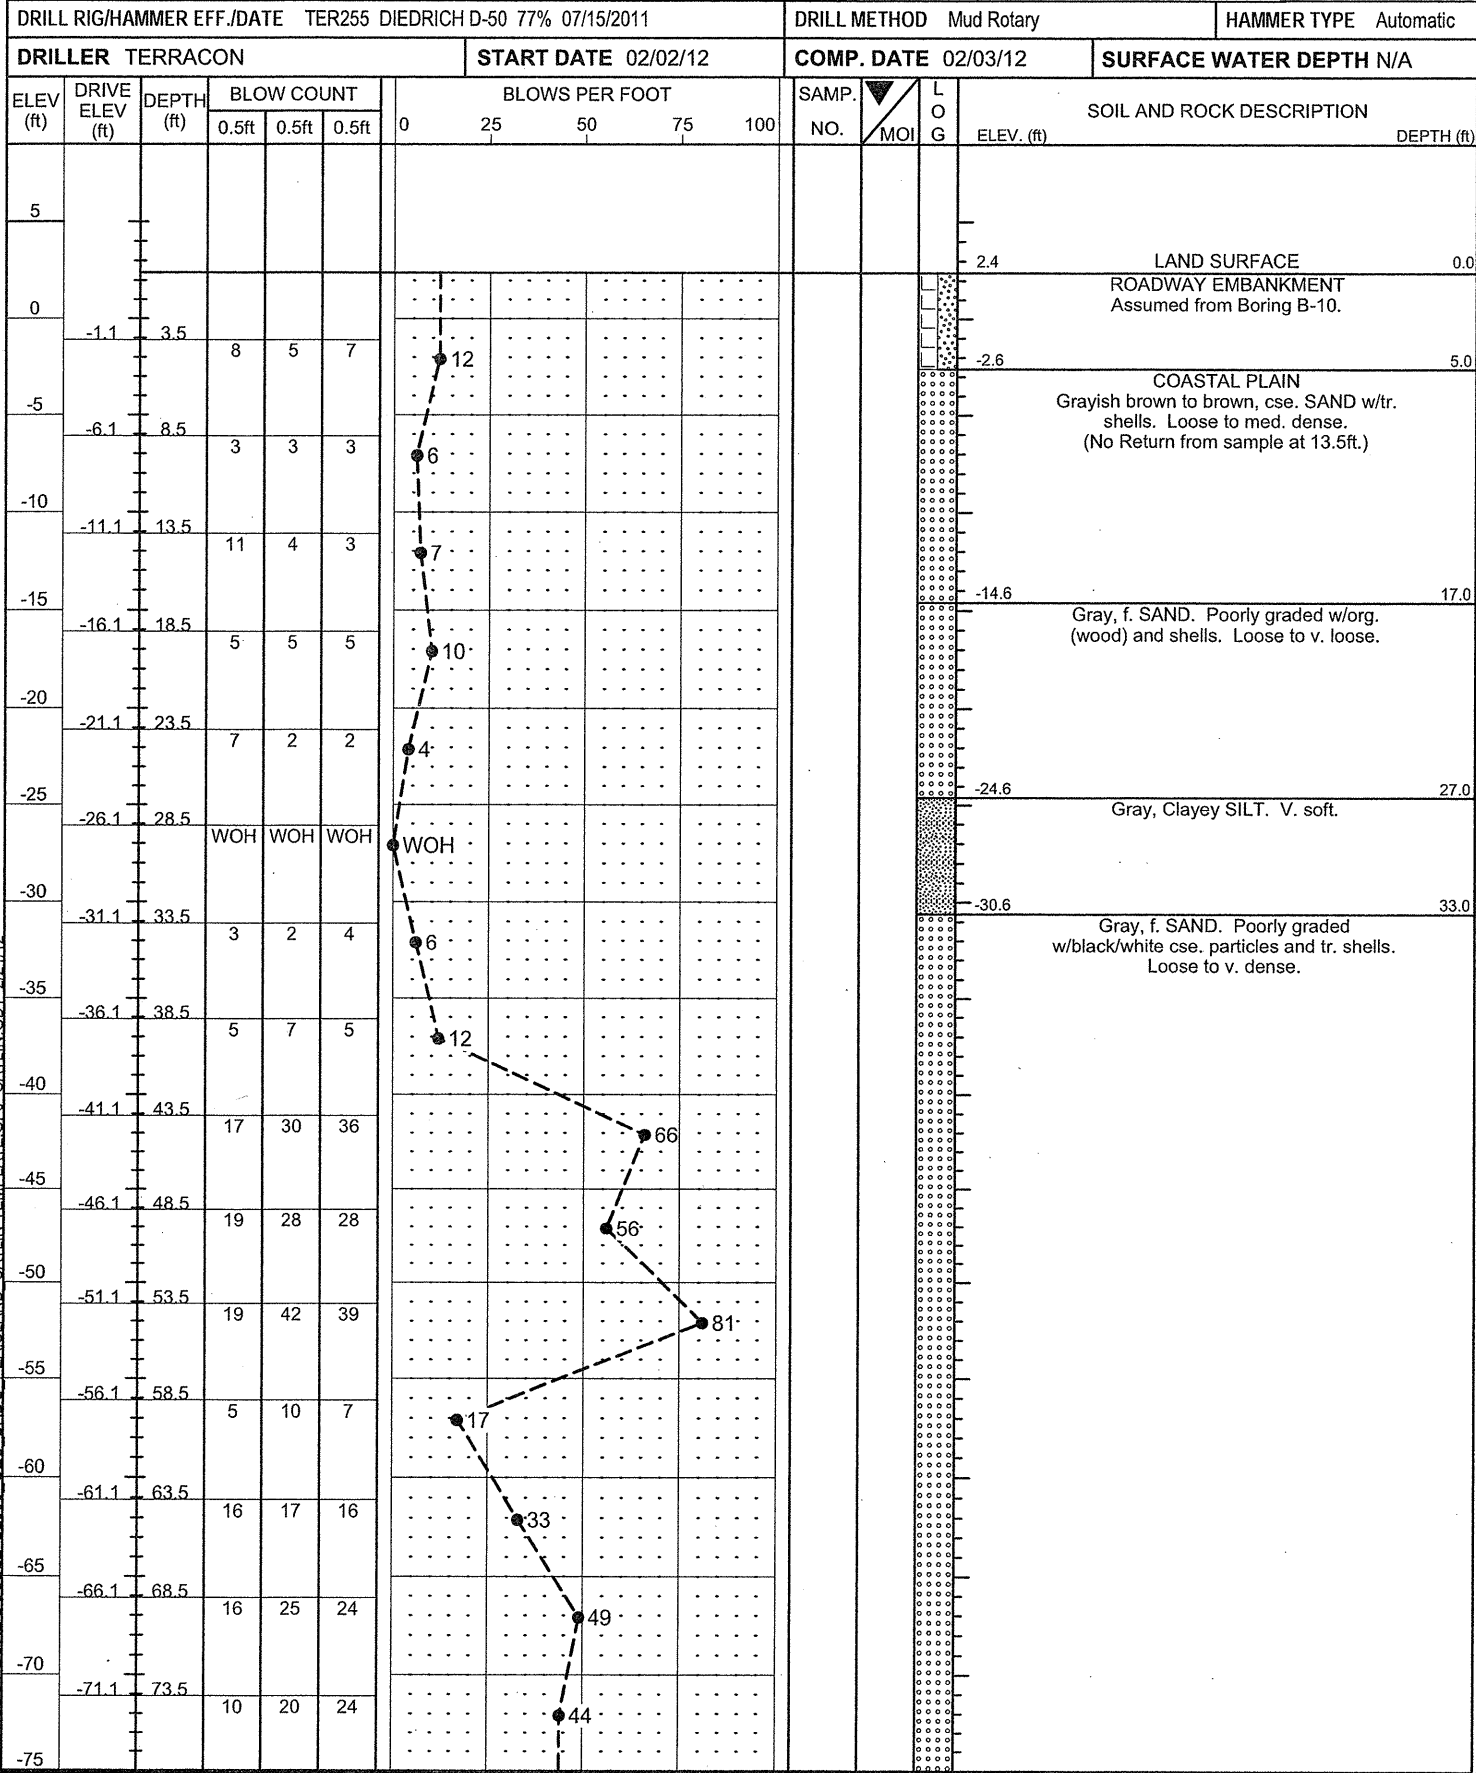 DRILL RIG/HAMMER EFF./DATE TER255 DIEDRICH D-50 77% 07/15/2011 DRILL METHOD Mud Rotary HAMMER TYPE Automatic
DRILLER TERRACON START DATE 02/02/12 COMP. DATE 02/03/12 SURFACE WATER DEPTH N/A
ELEV (ft) DRIVE ELEV (ft) DEPTH (ft) BLOW COUNT BLOWS PER FOOT SAMP. NO. MOI LOG SOIL AND ROCK DESCRIPTION
0.5ft 0.5ft 0.5ft 0 25 50 75 100 ELEV. (ft) DEPTH (ft)
5
2.4 LAND SURFACE 0.0
ROADWAY EMBANKMENT
Assumed from Boring B-10.
0
-1.1 3.5 8 5 7 12
-2.6 5.0
COASTAL PLAIN
Grayish brown to brown, cse. SAND w/tr.
shells. Loose to med. dense.
(No Return from sample at 13.5ft.)
-5
-6.1 8.5 3 3 3 6
-10
-11.1 13.5 11 4 3 7
-14.6 17.0
-15
Gray, f. SAND. Poorly graded w/org.
(wood) and shells. Loose to v. loose.
-16.1 18.5 5 5 5 10
-20
-21.1 23.5 7 2 2 4
-24.6 27.0
-25
Gray, Clayey SILT. V. soft.
-26.1 28.5 WOH WOH WOH WOH
-30
-30.6 33.0
-31.1 33.5 3 2 4 6
Gray, f. SAND. Poorly graded
w/black/white cse. particles and tr. shells.
Loose to v. dense.
-35
-36.1 38.5 5 7 5 12
-40
-41.1 43.5 17 30 36 66
-45
-46.1 48.5 19 28 28 56
-50
-51.1 53.5 19 42 39 81
-55
-56.1 58.5 5 10 7 17
-60
-61.1 63.5 16 17 16 33
-65
-66.1 68.5 16 25 24 49
-70
-71.1 73.5 10 20 24 44
-75